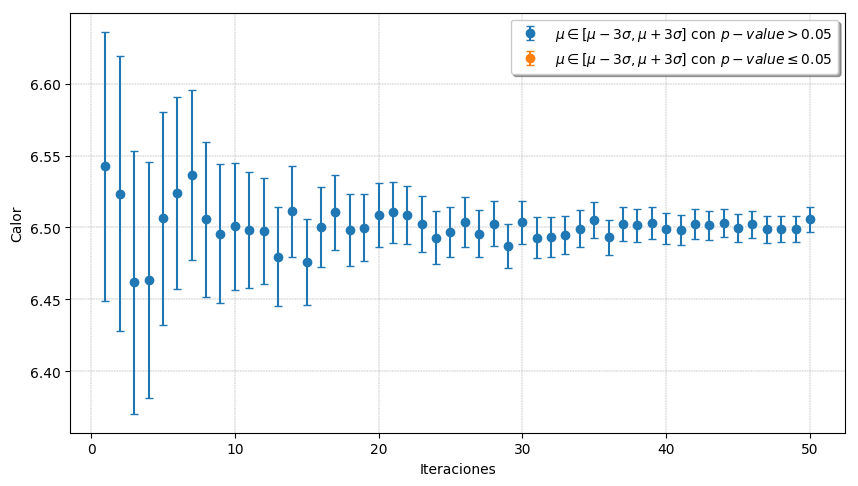 μ ∈ [μ − 3σ, μ + 3σ] con p − value > 0.05
μ ∈ [μ − 3σ, μ + 3σ] con p − value ≤ 0.05
6.60
6.55
6.50
6.45
6.40
Calor
0 10 20 30 40 50
Iteraciones